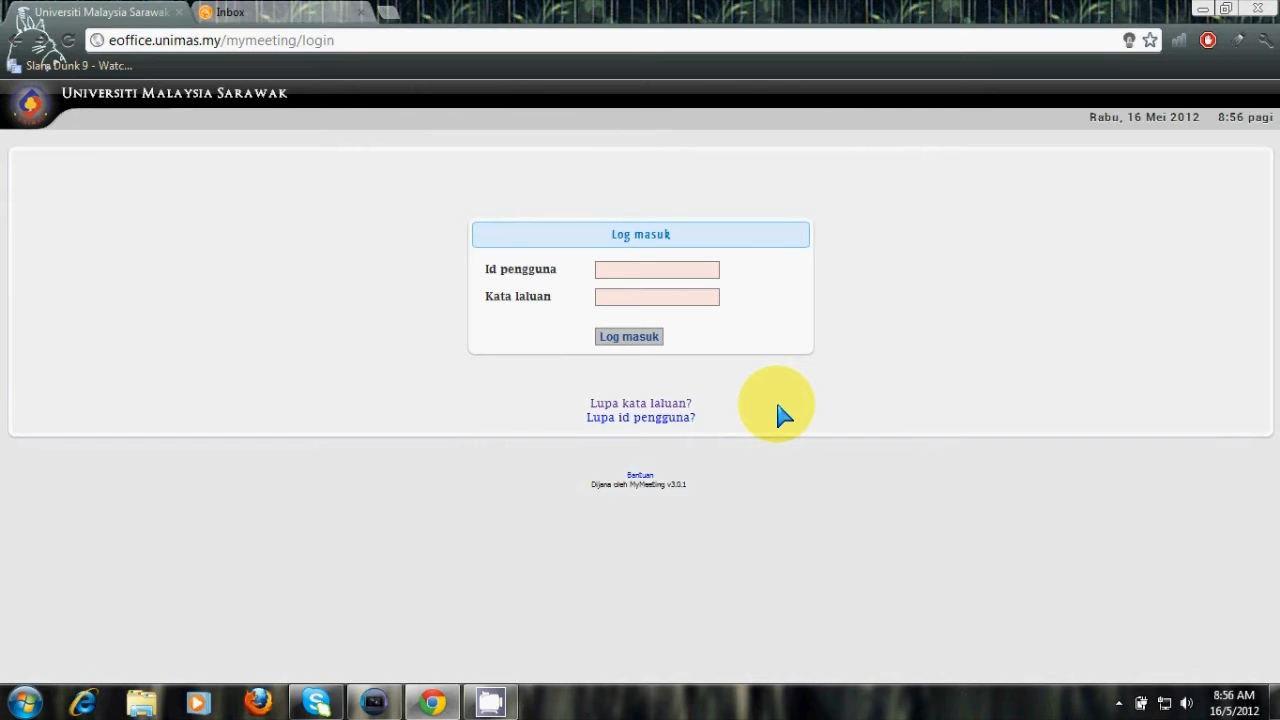 Universiti Malaysia Sarawak
Inbox
eoffice.unimas.my/mymeeting/login
Slam Dunk 9 - Watc...
UNIVERSITI MALAYSIA SARAWAK
Rabu, 16 Mei 2012 8:56 pagi
Log masuk
Id pengguna
Kata laluan
Log masuk
Lupa kata laluan?
Lupa id pengguna?
Bantuan
Dijana oleh MyMeeting v3.0.1
8:56 AM
16/5/2012